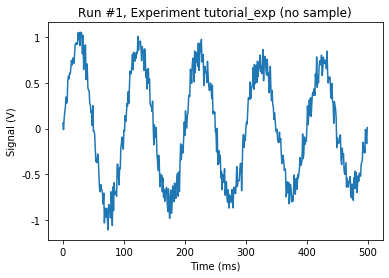 Run #1, Experiment tutorial_exp (no sample)
1
0.5
0
-0.5
-1
Signal (V)
0 100 200 300 400 500
Time (ms)